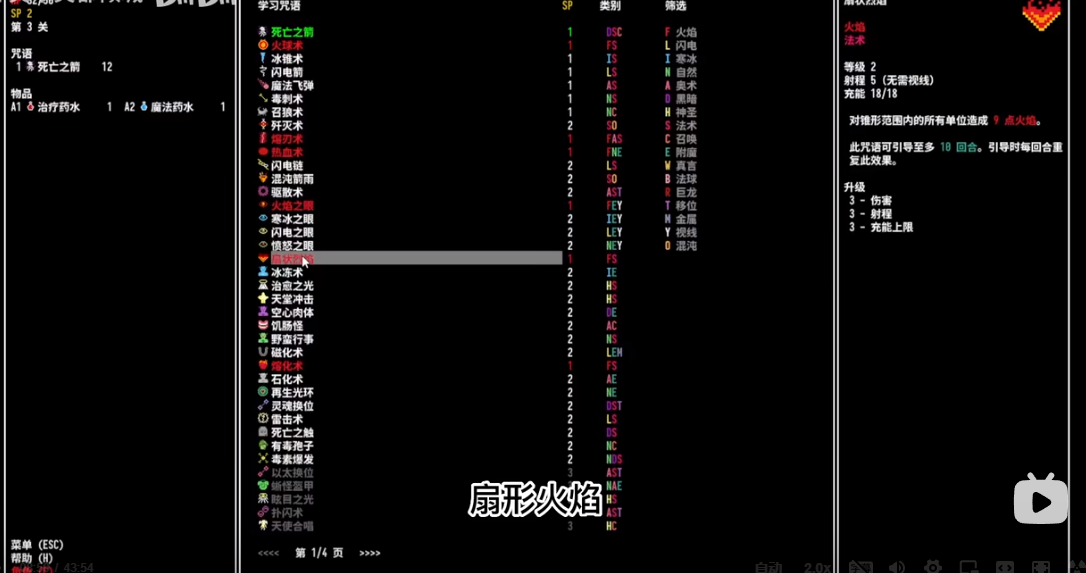 SP 2
第 3 关
咒语
1 死亡之箭 12
物品
A1 治疗药水 1 A2 魔法药水 1
菜单 (ESC)
帮助 (H)
学习咒语 SP 类别 筛选
死亡之箭 1 DSC
火球术 1 FS
冰锥术 1 IS
闪电箭 1 LS
魔法飞弹 1 AS
毒刺术 1 NS
召狼术 1 NC
歼灭术 2 SO
熔刃术 1 FAS
热血术 1 FNE
闪电链 2 LS
混沌箭雨 2 SO
驱散术 2 AST
火焰之眼 1 FEY
寒冰之眼 2 IEY
闪电之眼 2 LEY
愤怒之眼 2 NEY
扇状烈焰 1 FS
冰冻术 2 IE
治愈之光 2 HS
天堂冲击 2 HS
空心肉体 2 DE
饥肠怪 2 AC
野蛮行事 2 NS
磁化术 2 LEM
熔化术 1 FS
石化术 2 AE
再生光环 2 NE
灵魂换位 2 DST
雷击术 2 LS
死亡之触 2 DS
有毒孢子 2 NC
毒素爆发 2 NDS
以太换位 3 AST
蜥怪盔甲 NAE
眩目之光 HS
扑闪术 AST
天使合唱 3 HC
<<<< 第 1/4 页 >>>>
F 火焰
L 闪电
I 寒冰
N 自然
A 奥术
D 黑暗
H 神圣
S 法术
C 召唤
E 附魔
W 真言
B 法球
R 巨龙
T 移位
M 金属
Y 视线
O 混沌
扇状烈焰
火焰
法术
等级 2
射程 5（无需视线）
充能 18/18
对锥形范围内的所有单位造成 9 点火焰。
此咒语可引导至多 10 回合。引导时每回合重
复此效果。
升级
3 - 伤害
3 - 射程
3 - 充能上限
扇形火焰
43:54
自动
2.0x